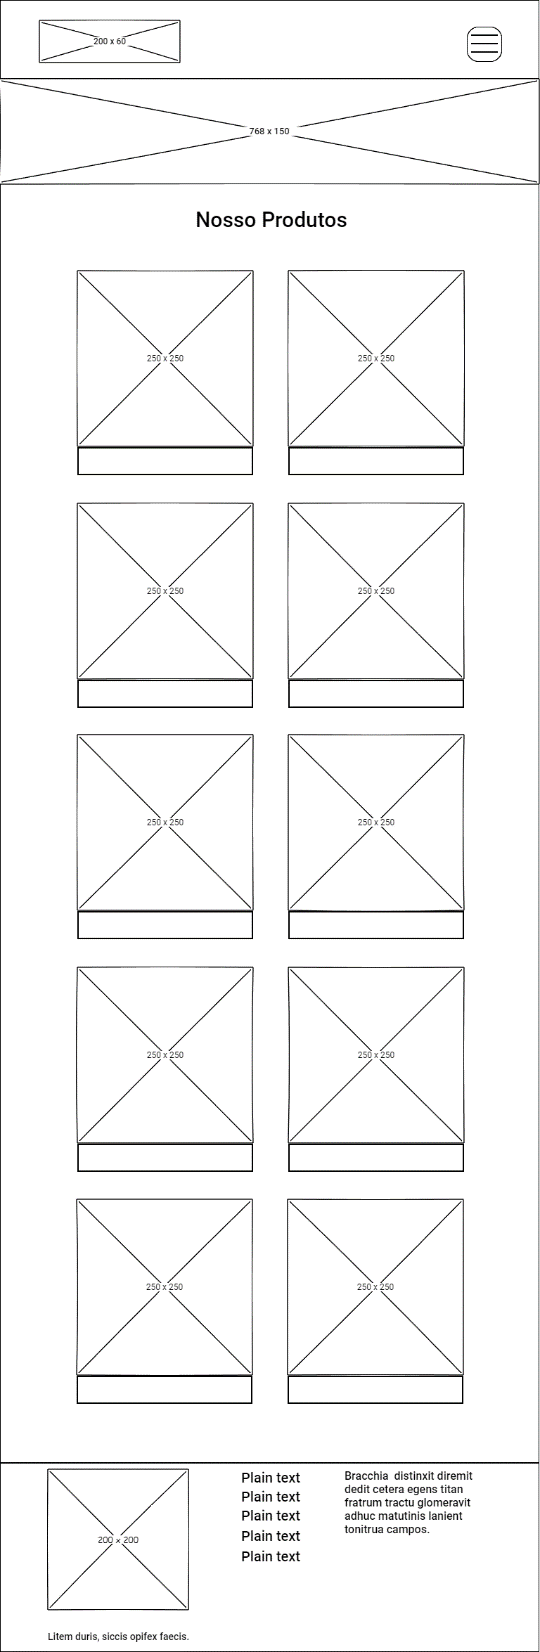 200 x 60
768 x 150
Nosso Produtos
250 x 250
250 x 250
250 x 250
250 x 250
250 x 250
250 x 250
250 x 250
250 x 250
250 x 250
250 x 250
200 x 200
Litem duris, siccis opifex faecis.
Plain text
Plain text
Plain text
Plain text
Plain text
Bracchia distinxit diremit
dedit cetera egens titan
fratrum tractu glomeravit
adhuc matutinis lanient
tonitrua campos.